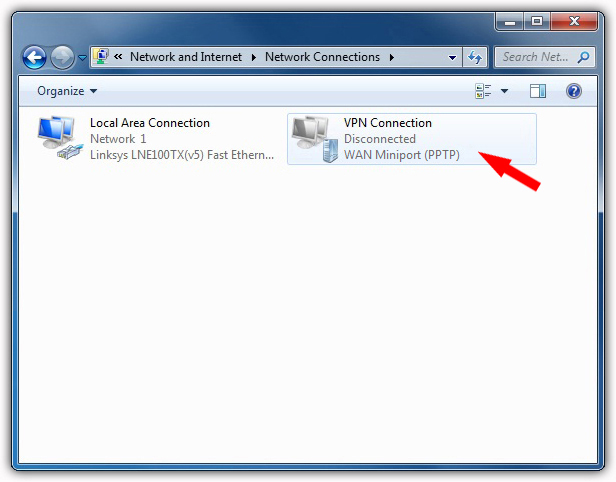 « Network and Internet Network Connections Search Net...
Organize
Local Area Connection
Network 1
Linksys LNE100TX(v5) Fast Ethern...
VPN Connection
Disconnected
WAN Miniport (PPTP)